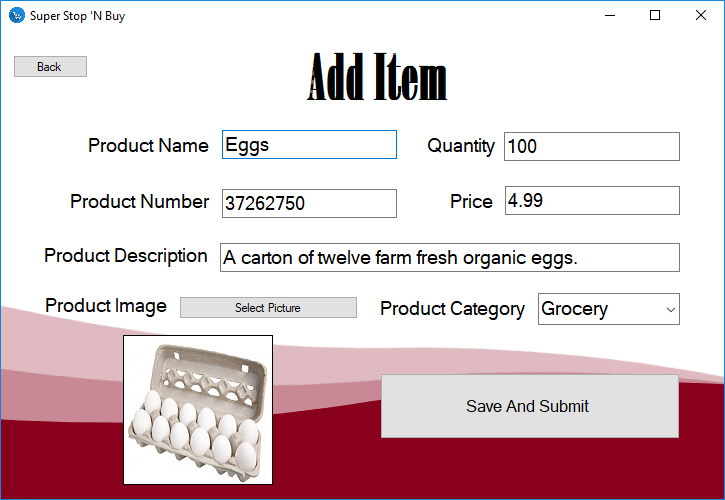 Super Stop 'N Buy
Back
Add Item
Product Name Eggs Quantity 100
Product Number 37262750 Price 4.99
Product Description A carton of twelve farm fresh organic eggs.
Product Image Select Picture Product Category Grocery
Save And Submit